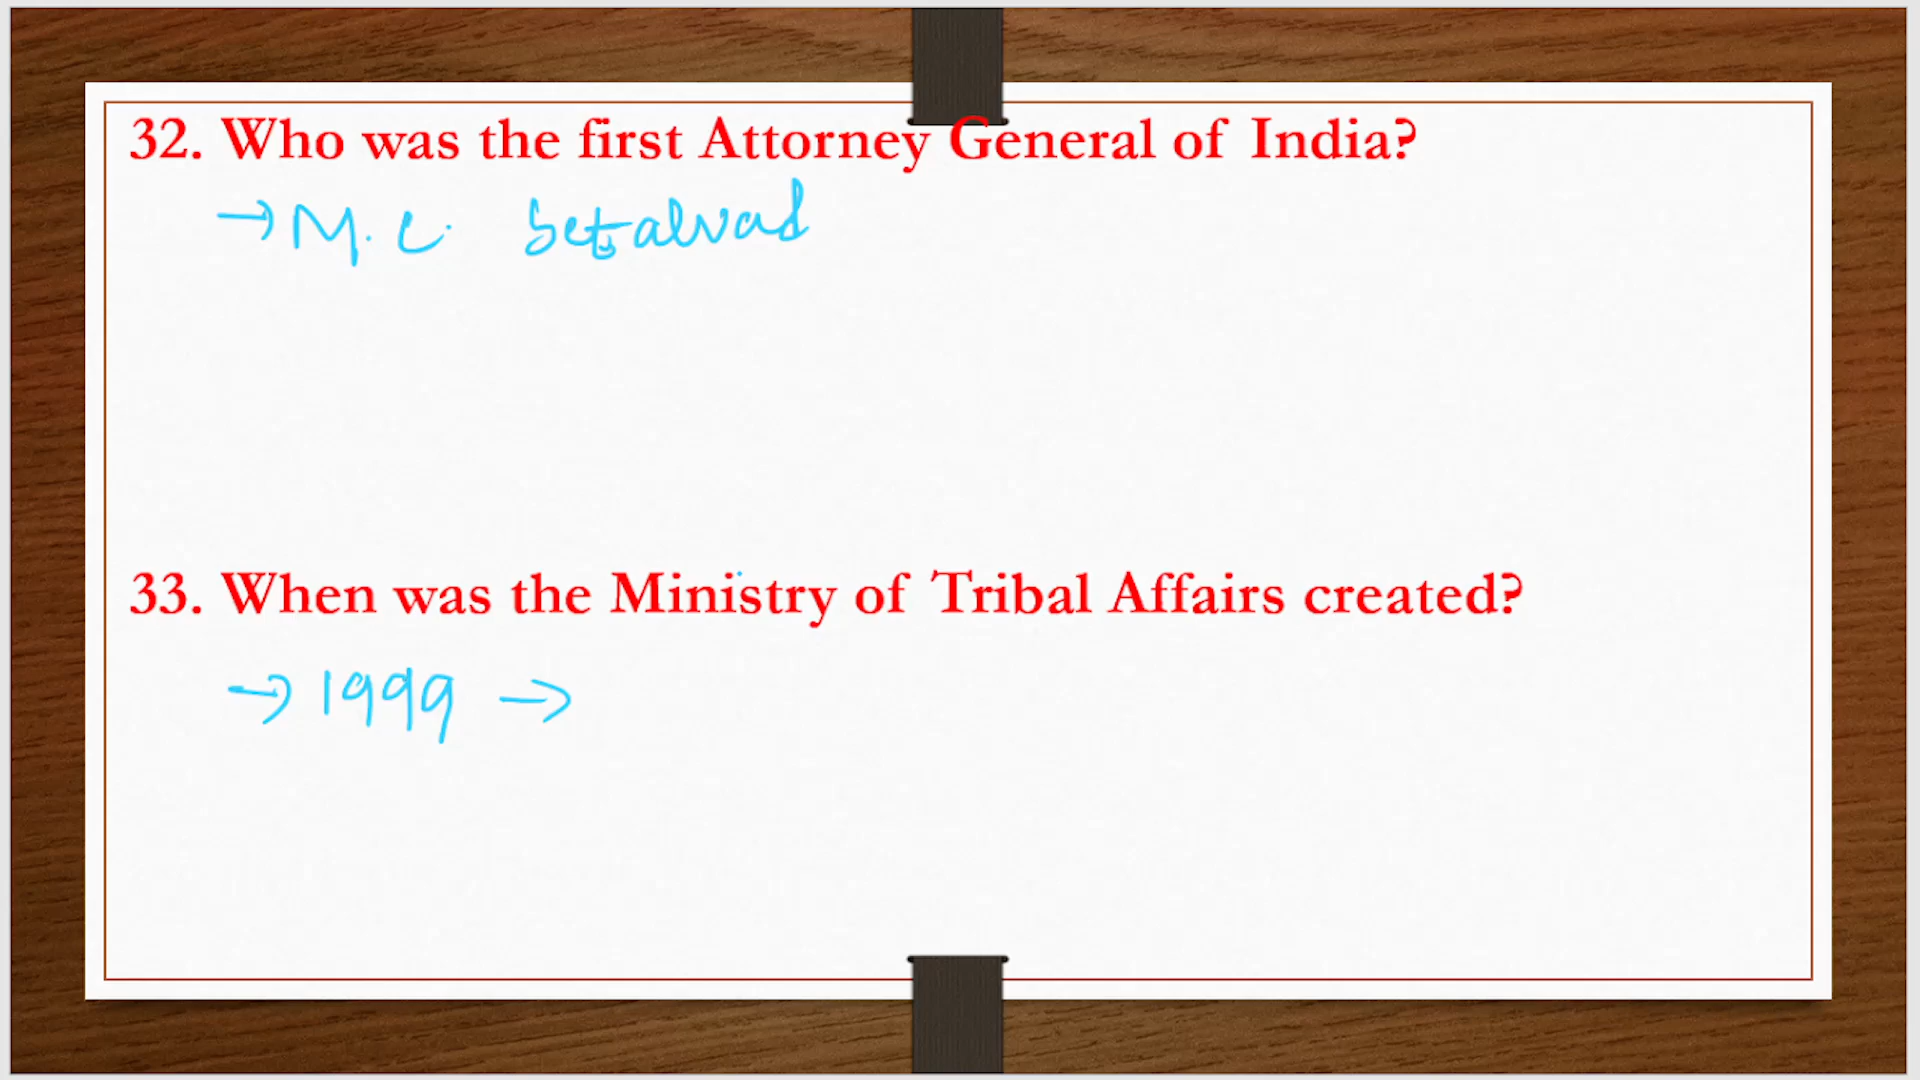 32. Who was the first Attorney General of India?
→ M. C. Setalvad
33. When was the Ministry of Tribal Affairs created?
→ 1999 →